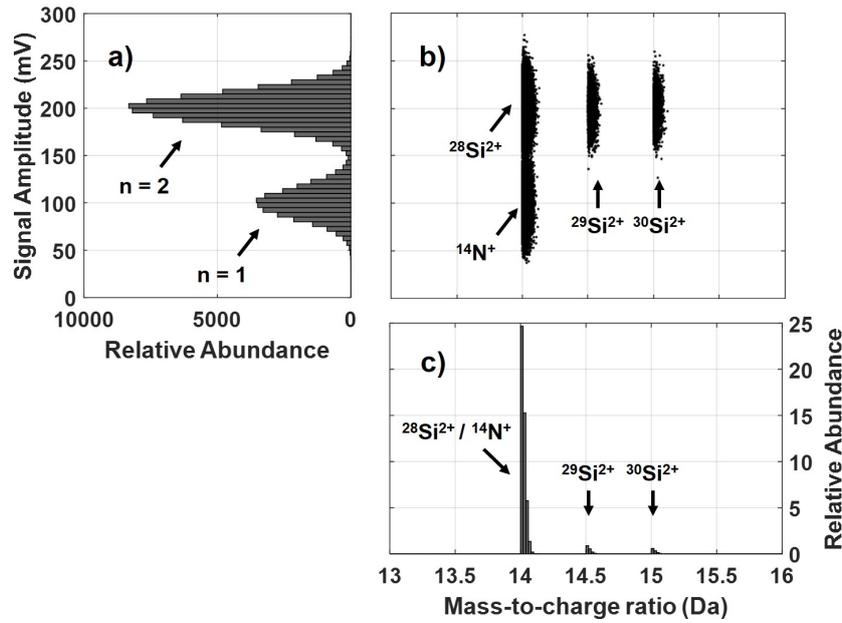 a)
Signal Amplitude (mV)
300
250
200
150
100
50
0
n = 2
n = 1
10000
5000
0
Relative Abundance
b)
²⁸Si²⁺
¹⁴N⁺
²⁹Si²⁺ ³⁰Si²⁺
c)
²⁸Si²⁺ / ¹⁴N⁺
²⁹Si²⁺ ³⁰Si²⁺
25
20
15
10
5
0
Relative Abundance
13
13.5
14
14.5
15
15.5
16
Mass-to-charge ratio (Da)